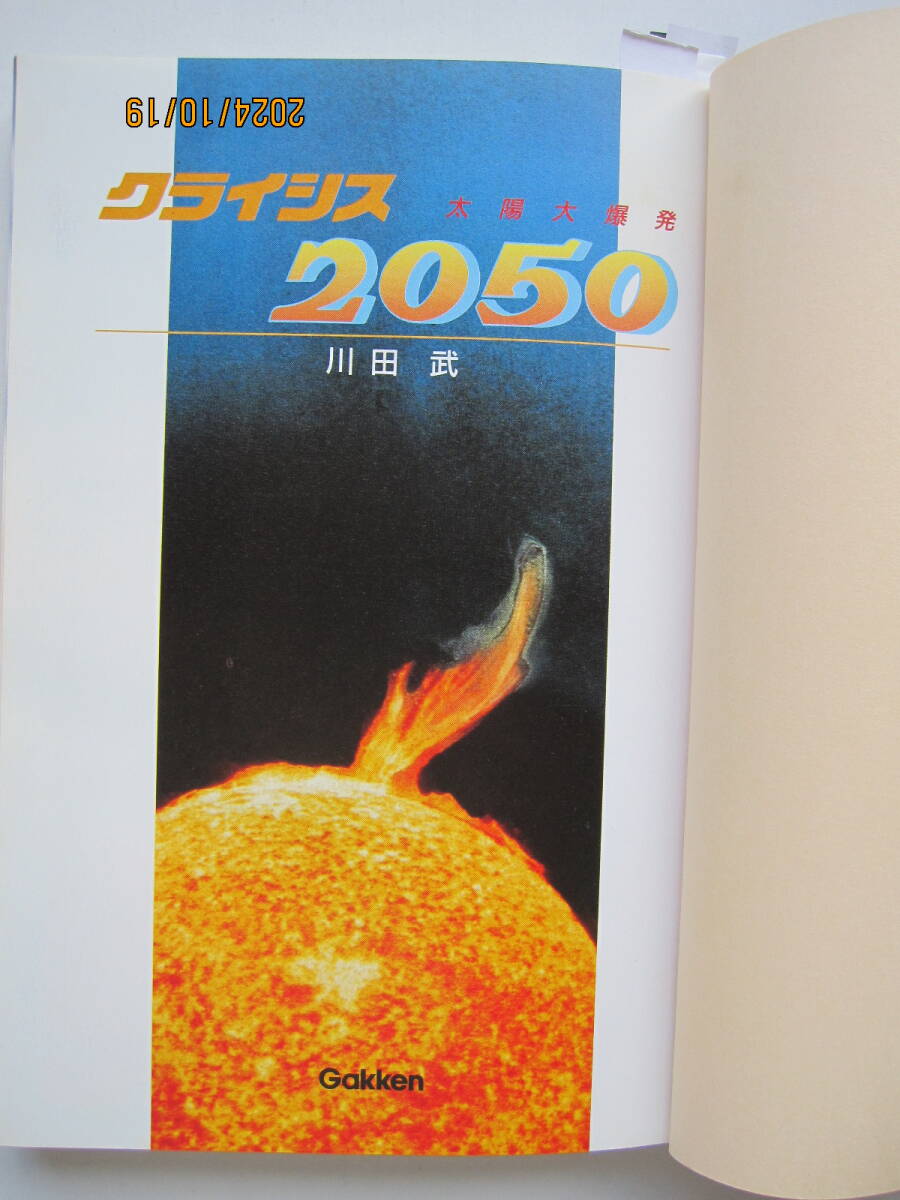 2024/10/19
クライシス 太陽大爆発
2050
川田 武
Gakken